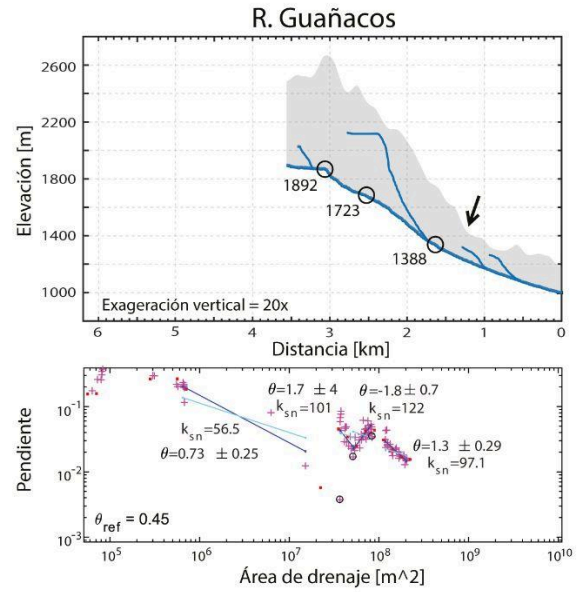 R. Guañacos
Elevación [m]
2600
2200
1800
1400
1000
1892
1723
1388
Exageración vertical = 20x
6 5 4 3 2 1 0
Distancia [km]
Pendiente
10^-1
10^-2
10^-3
k_sn=56.5
θ=0.73 ± 0.25
θ=1.7 ± 4
k_sn=101
θ=-1.8 ± 0.7
k_sn=122
θ=1.3 ± 0.29
k_sn=97.1
θ_ref = 0.45
10^5 10^6 10^7 10^8 10^9 10^10
Área de drenaje [m^2]